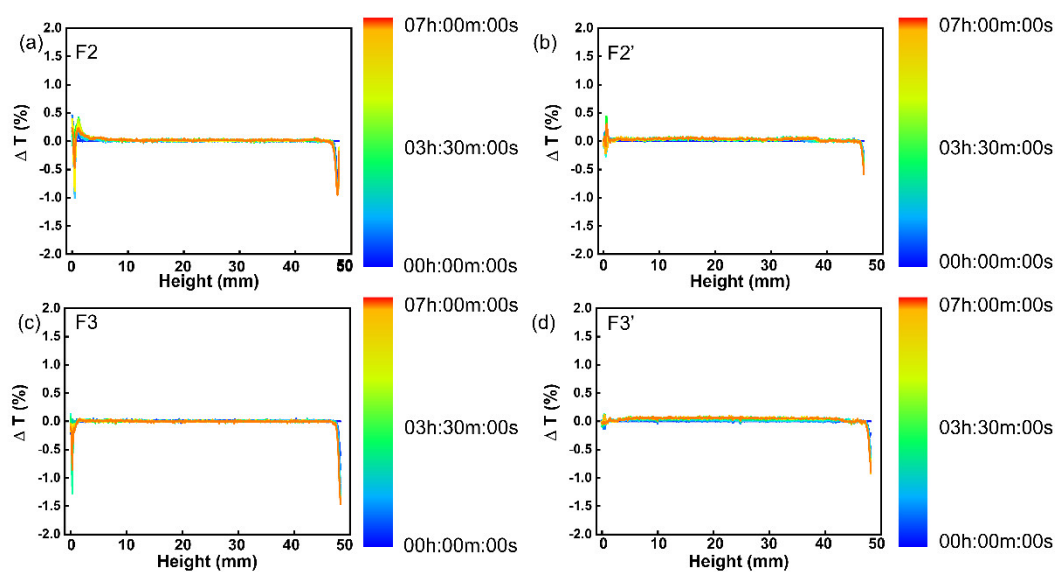 (a)
F2
Δ T (%)
2.0
1.5
1.0
0.5
0.0
-0.5
-1.0
-1.5
-2.0
0
10
20
30
40
50
Height (mm)
07h:00m:00s
03h:30m:00s
00h:00m:00s
(b)
F2’
Δ T (%)
2.0
1.5
1.0
0.5
0.0
-0.5
-1.0
-1.5
-2.0
0
10
20
30
40
50
Height (mm)
07h:00m:00s
03h:30m:00s
00h:00m:00s
(c)
F3
Δ T (%)
2.0
1.5
1.0
0.5
0.0
-0.5
-1.0
-1.5
-2.0
0
10
20
30
40
50
Height (mm)
07h:00m:00s
03h:30m:00s
00h:00m:00s
(d)
F3’
Δ T (%)
2.0
1.5
1.0
0.5
0.0
-0.5
-1.0
-1.5
-2.0
0
10
20
30
40
50
Height (mm)
07h:00m:00s
03h:30m:00s
00h:00m:00s